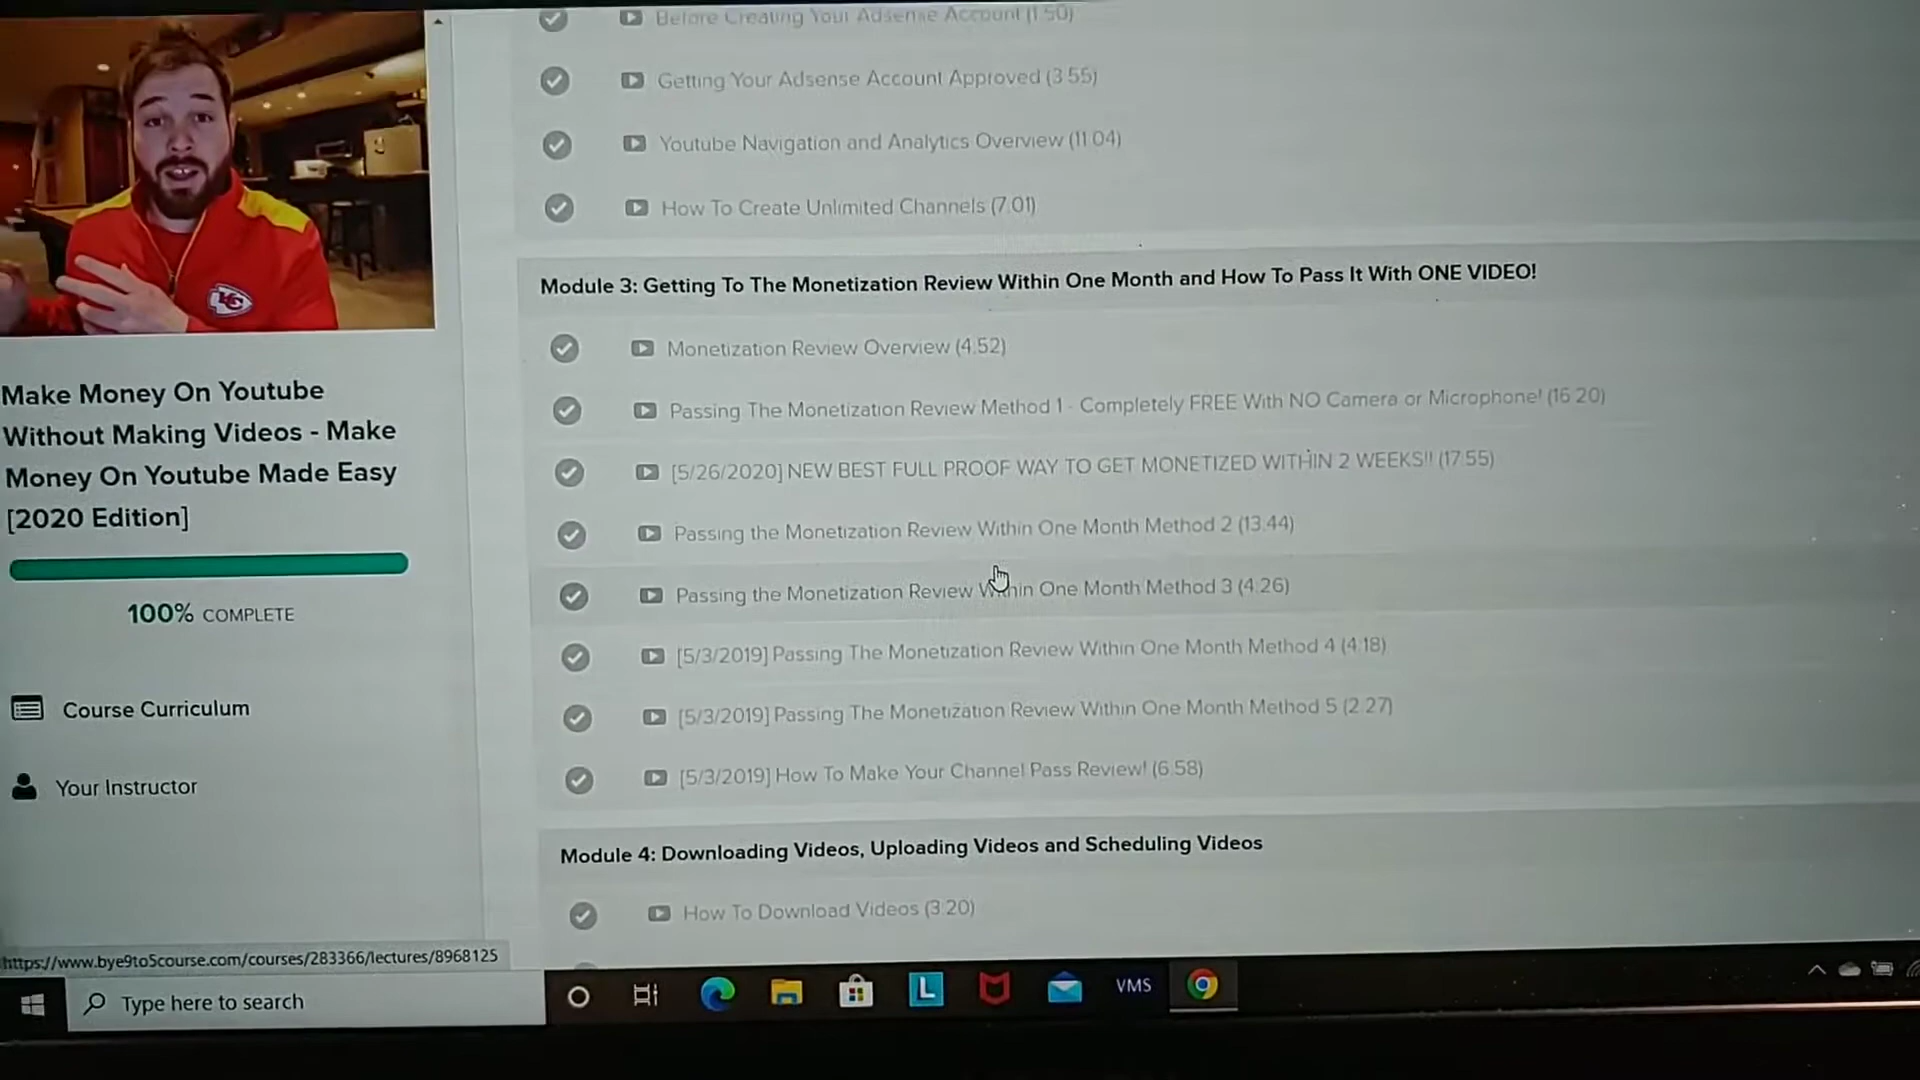 Before Creating Your Adsense Account (1:50)
Getting Your Adsense Account Approved (3:55)
Youtube Navigation and Analytics Overview (11:04)
How To Create Unlimited Channels (7:01)
Module 3: Getting To The Monetization Review Within One Month and How To Pass It With ONE VIDEO!
Monetization Review Overview (4:52)
Passing The Monetization Review Method 1 - Completely FREE With NO Camera or Microphone! (16:20)
[5/26/2020] NEW BEST FULL PROOF WAY TO GET MONETIZED WITHIN 2 WEEKS!! (17:55)
Passing the Monetization Review Within One Month Method 2 (13:44)
Passing the Monetization Review Within One Month Method 3 (4:26)
[5/3/2019] Passing The Monetization Review Within One Month Method 4 (4:18)
[5/3/2019] Passing The Monetization Review Within One Month Method 5 (2:27)
[5/3/2019] How To Make Your Channel Pass Review! (6:58)
Module 4: Downloading Videos, Uploading Videos and Scheduling Videos
How To Download Videos (3:20)
KC
Make Money On Youtube
Without Making Videos - Make
Money On Youtube Made Easy
[2020 Edition]
100% COMPLETE
Course Curriculum
Your Instructor
https://www.bye9to5course.com/courses/283366/lectures/8968125
Type here to search
L
VMS